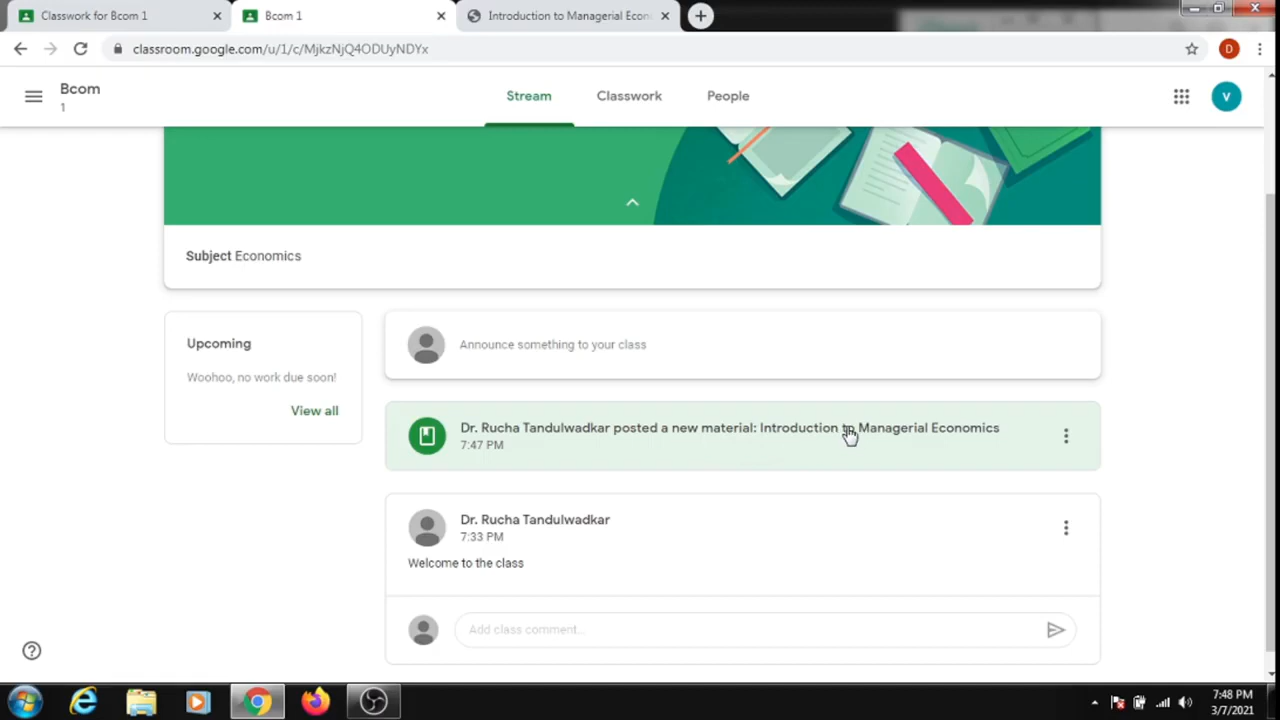 Classwork for Bcom 1
Bcom 1
Introduction to Managerial Econ
classroom.google.com/u/1/c/MjkzNjQ4ODUyNDYx
D
Bcom
1
Stream
Classwork
People
V
Subject Economics
Upcoming
Woohoo, no work due soon!
View all
Announce something to your class
Dr. Rucha Tandulwadkar posted a new material: Introduction to Managerial Economics
7:47 PM
Dr. Rucha Tandulwadkar
7:33 PM
Welcome to the class
Add class comment...
7:48 PM
3/7/2021